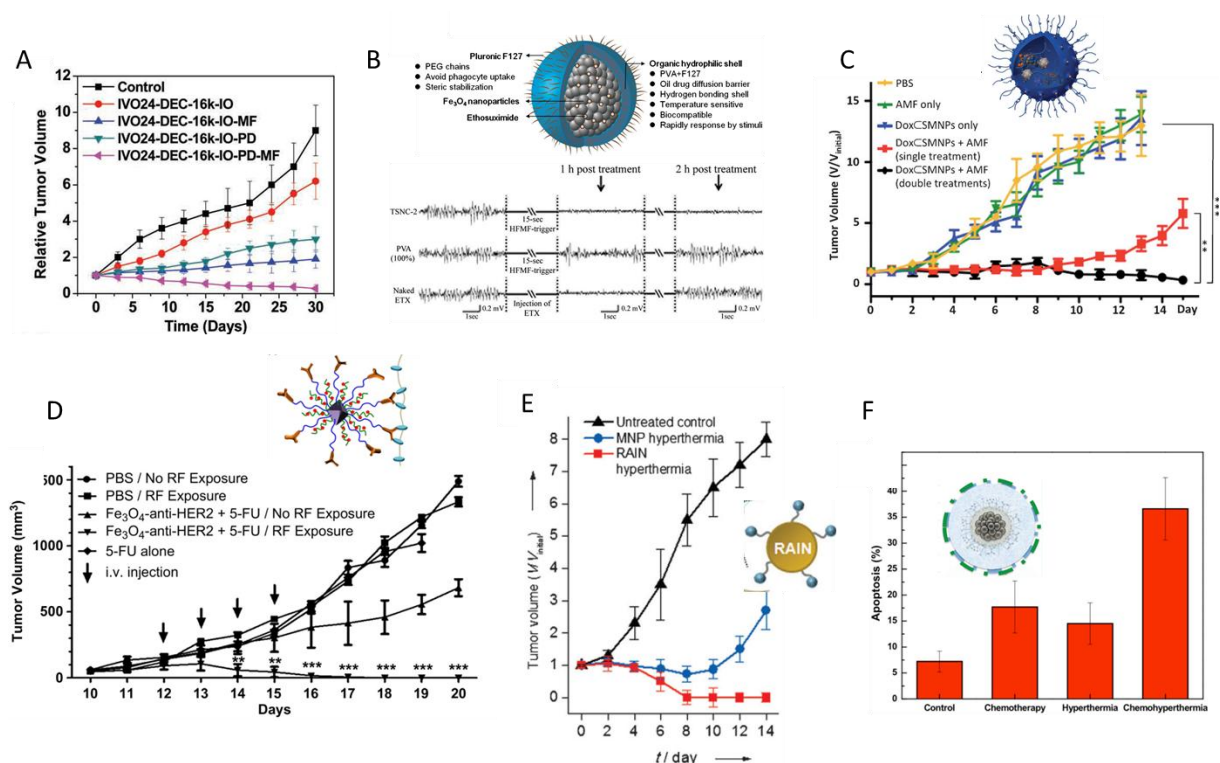 A
Relative Tumor Volume
12
10
8
6
4
2
0
Control
IVO24-DEC-16k-IO
IVO24-DEC-16k-IO-MF
IVO24-DEC-16k-IO-PD
IVO24-DEC-16k-IO-PD-MF
0 5 10 15 20 25 30
Time (Days)
B
Pluronic F127
● PEG chains
● Avoid phagocyte uptake
● Steric stabilization
Fe₃O₄ nanoparticles
Ethosuximide
Organic hydrophilic shell
● PVA+F127
● Oil drug diffusion barrier
● Hydrogen bonding shell
● Temperature sensitive
● Biocompatible
● Rapidly response by stimuli
1 h post treatment 2 h post treatment
TSNC-2
15-sec
HFMF-trigger
PVA
(100%)
15-sec
HFMF-trigger
Naked
ETX
Injection of
ETX
0.2 mV 0.2 mV 0.2 mV
1sec 1sec 1sec
C
Tumor Volume (V/Vinitial)
15
10
5
0
PBS
AMF only
Dox⊂SMNPs only
Dox⊂SMNPs + AMF
(single treatment)
Dox⊂SMNPs + AMF
(double treatments)
***
***
0 2 4 6 8 10 12 14 Day
D
Tumor Volume (mm³)
500
1000
500
0
PBS / No RF Exposure
PBS / RF Exposure
Fe₃O₄-anti-HER2 + 5-FU / No RF Exposure
Fe₃O₄-anti-HER2 + 5-FU / RF Exposure
5-FU alone
i.v. injection
** ** *** *** *** *** ***
10 11 12 13 14 15 16 17 18 19 20
Days
E
Tumor volume (V/Vinitial)
8
7
6
5
4
3
2
1
0
Untreated control
MNP hyperthermia
RAIN
hyperthermia
RAIN
0 2 4 6 8 10 12 14
t / day
F
Apoptosis (%)
45
40
35
30
25
20
15
10
5
0
Control Chemotherapy Hyperthermia Chemohyperthermia